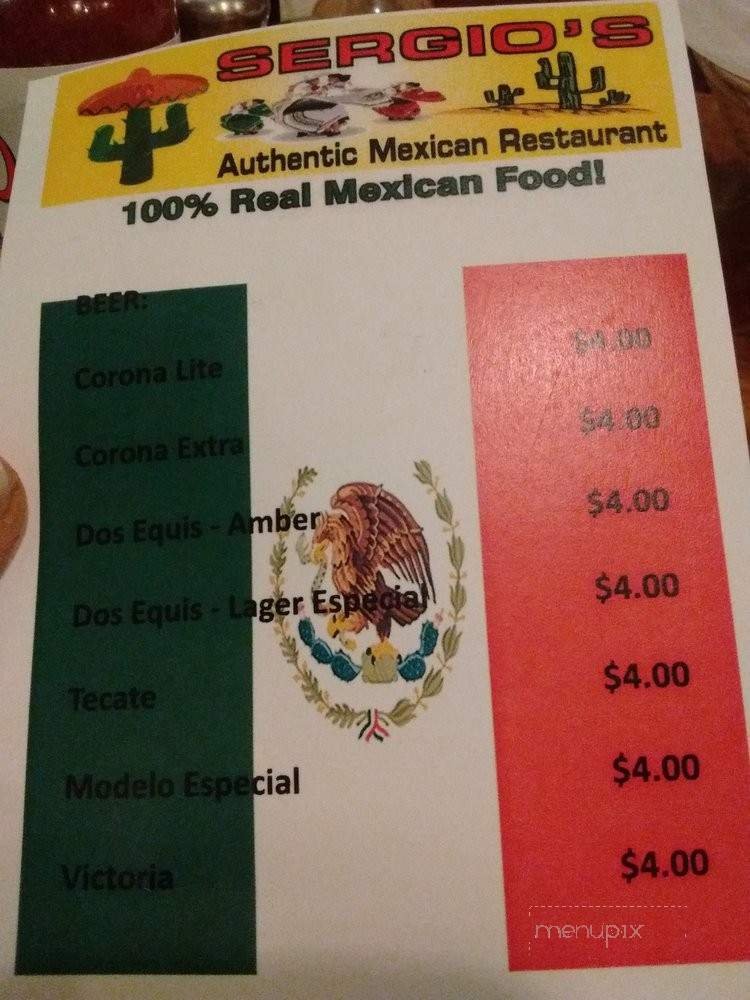 SERGIO'S
Authentic Mexican Restaurant
100% Real Mexican Food!
BEER:
Corona Lite $4.00
Corona Extra $4.00
Dos Equis - Amber $4.00
Dos Equis - Lager Especial $4.00
Tecate $4.00
Modelo Especial $4.00
Victoria $4.00
menupix